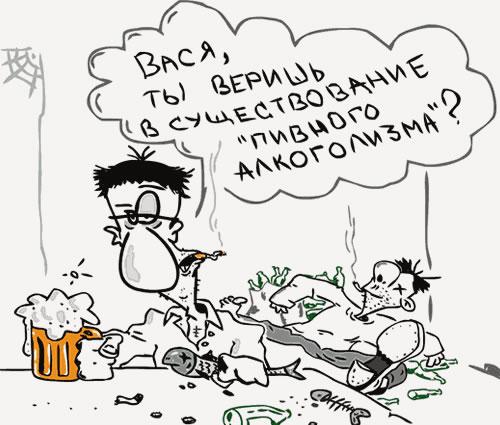 ВАСЯ,
ТЫ ВЕРИШЬ
В СУЩЕСТВОВАНИЕ
"ПИВНОГО
АЛКОГОЛИЗМА"?